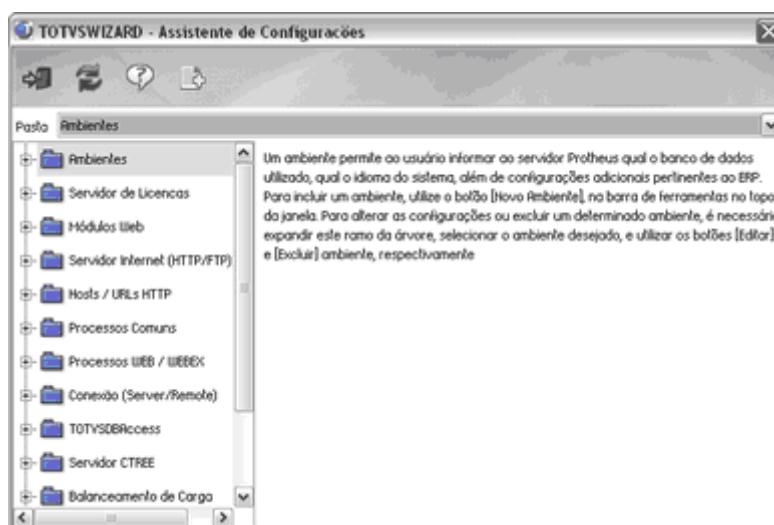 TOTVSWIZARD - Assistente de Configuracões
Pasta Ambientes
Ambientes
Servidor de Licencas
Módulos Web
Servidor Internet (HTTP/FTP)
Hosts / URLs HTTP
Processos Comuns
Processos WEB / WEBEX
Conexão (Server/Remote)
TOTVSDBAccess
Servidor CTREE
Balanceamento de Carga
Um ambiente permite ao usuário informar ao servidor Protheus qual o banco de dados
utilizado, qual o idioma do sistema, além de configurações adicionais pertinentes ao ERP.
Para incluir um ambiente, utilize o botão [Novo Ambiente], na barra de ferramentas no topo
da janela. Para alterar as configurações ou excluir um determinado ambiente, é necessári
expandir este ramo da árvore, selecionar o ambiente desejado, e utilizar os botões [Editar]
e [Excluir] ambiente, respectivamente